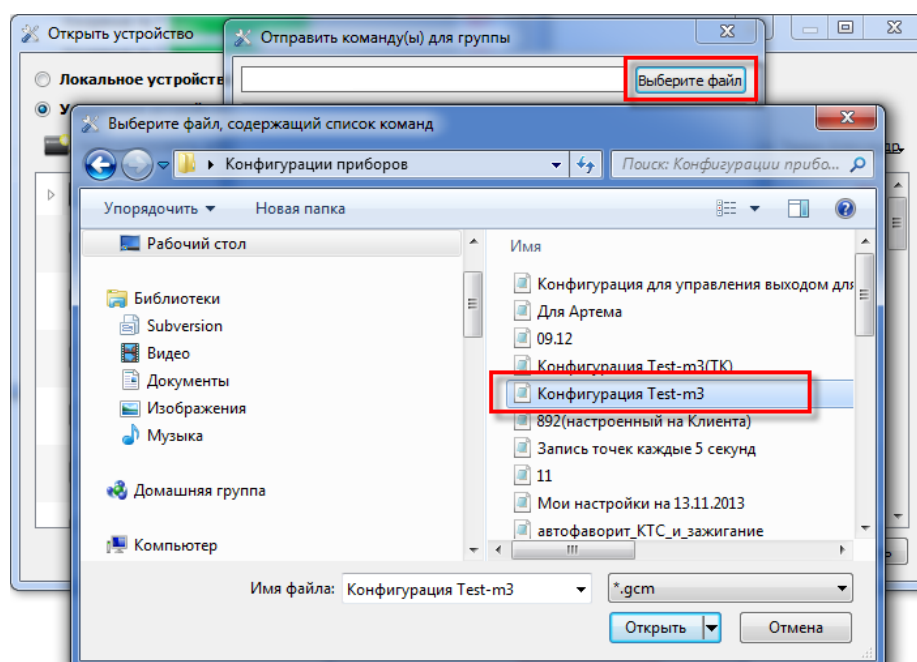 Открыть устройство
Отправить команду(ы) для группы
Локальное устройств
Выберите файл
Выберите файл, содержащий список команд
Конфигурации приборов
Поиск: Конфигурации прибо...
Упорядочить
Новая папка
Рабочий стол
Библиотеки
Subversion
Видео
Документы
Изображения
Музыка
Домашняя группа
Компьютер
Имя
Конфигурация для управления выходом для
Для Артема
09.12
Конфигурация Test-m3(ТК)
Конфигурация Test-m3
892(настроенный на Клиента)
Запись точек каждые 5 секунд
11
Мои настройки на 13.11.2013
автофаворит_КТС_и_зажигание
Имя файла: Конфигурация Test-m3
*.gcm
Открыть
Отмена